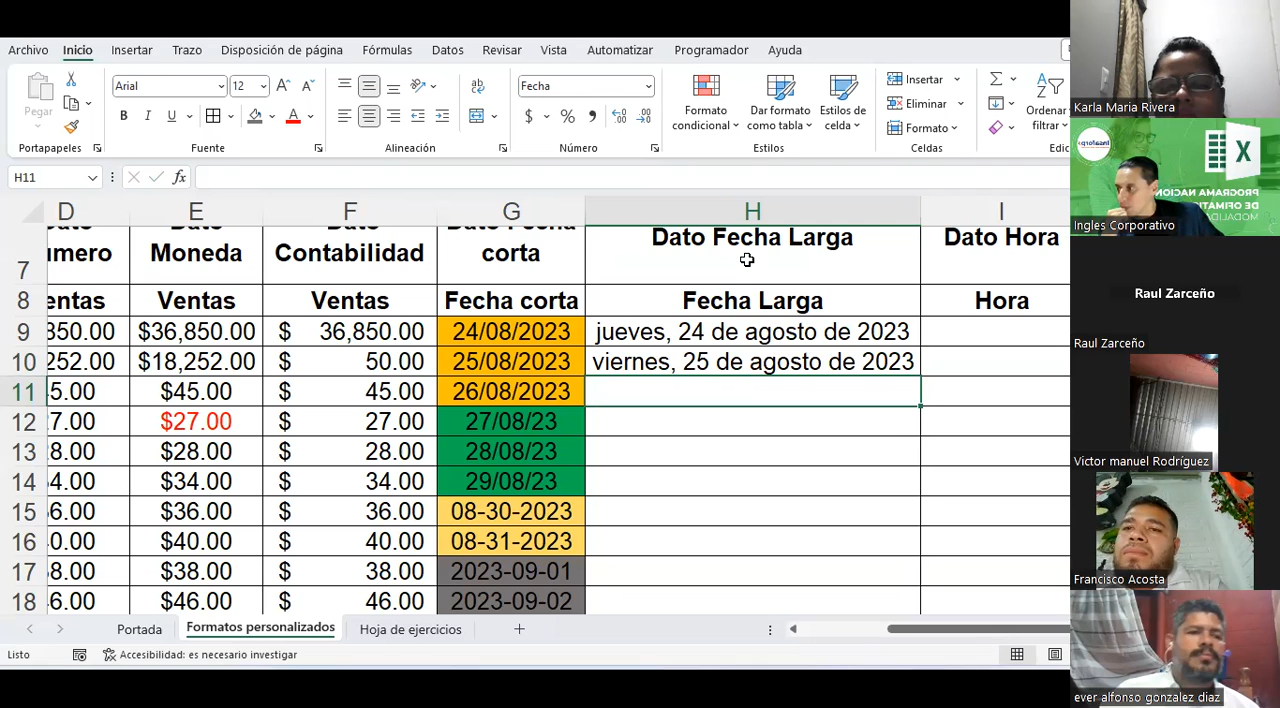 Archivo Inicio Insertar Trazo Disposición de página Fórmulas Datos Revisar Vista Automatizar Programador Ayuda
Pegar
Portapapeles
Arial 12
N K S
Fuente
Alineación
Fecha
$ % 
Número
Formato condicional
Dar formato como tabla
Estilos de celda
Estilos
Insertar
Eliminar
Formato
Celdas
Ordenar
filtrar
Edic
H11
fx
D E F G H I
7 Moneda Contabilidad corta Dato Fecha Larga Dato Hora
8 entas Ventas Ventas Fecha corta Fecha Larga Hora
9 350.00 $36,850.00 $ 36,850.00 24/08/2023 jueves, 24 de agosto de 2023
10 252.00 $18,252.00 $ 50.00 25/08/2023 viernes, 25 de agosto de 2023
11 5.00 $45.00 $ 45.00 26/08/2023
12 7.00 $27.00 $ 27.00 27/08/23
13 8.00 $28.00 $ 28.00 28/08/23
14 4.00 $34.00 $ 34.00 29/08/23
15 6.00 $36.00 $ 36.00 08-30-2023
16 0.00 $40.00 $ 40.00 08-31-2023
17 8.00 $38.00 $ 38.00 2023-09-01
18 6.00 $46.00 $ 46.00 2023-09-02
Portada Formatos personalizados Hoja de ejercicios
Listo Accesibilidad: es necesario investigar
Karla Maria Rivera
PROGRAMA NACION
DE OFIMATIC
MODALIDA
Ingles Corporativo
Raul Zarceño
Raul Zarceño
Victor manuel Rodríguez
Francisco Acosta
ever alfonso gonzalez diaz